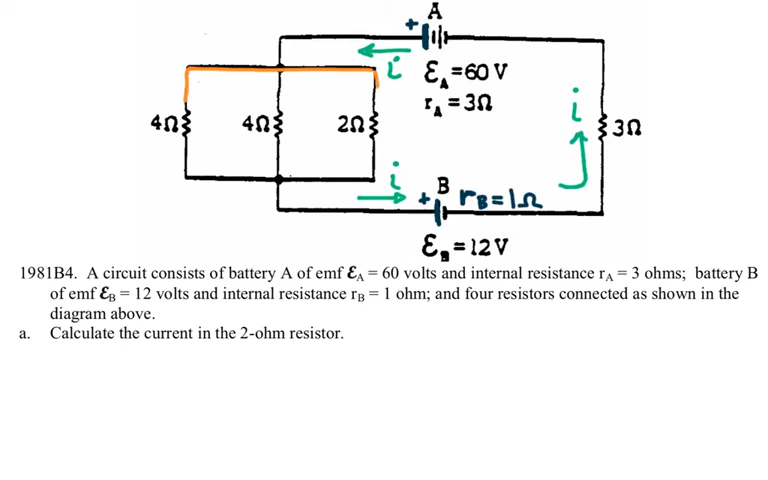 A
+
i
ℰA = 60 V
rA = 3Ω
4Ω
4Ω
2Ω
i
3Ω
i
+
B
rB = 1Ω
ℰB = 12 V
1981B4. A circuit consists of battery A of emf ℰA = 60 volts and internal resistance rA = 3 ohms; battery B
of emf ℰB = 12 volts and internal resistance rB = 1 ohm; and four resistors connected as shown in the
diagram above.
a. Calculate the current in the 2-ohm resistor.